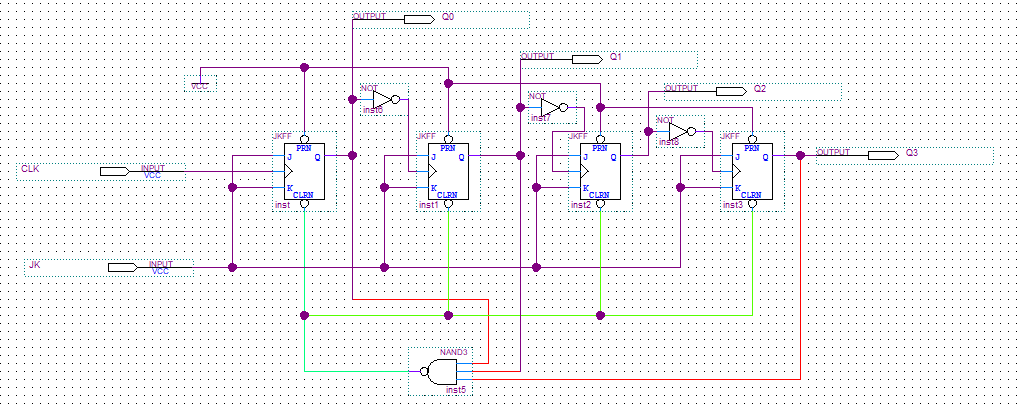 OUTPUT Q0
OUTPUT Q1
VCC
NOT
inst6
NOT
inst7
OUTPUT Q2
NOT
inst8
JKFF
PRN
J Q
K
CLRN
inst
JKFF
PRN
J Q
K
CLRN
inst1
JKFF
PRN
J Q
K
CLRN
inst2
JKFF
PRN
J Q
K
CLRN
inst3
OUTPUT Q3
CLK INPUT
VCC
JK INPUT
VCC
NAND3
inst5